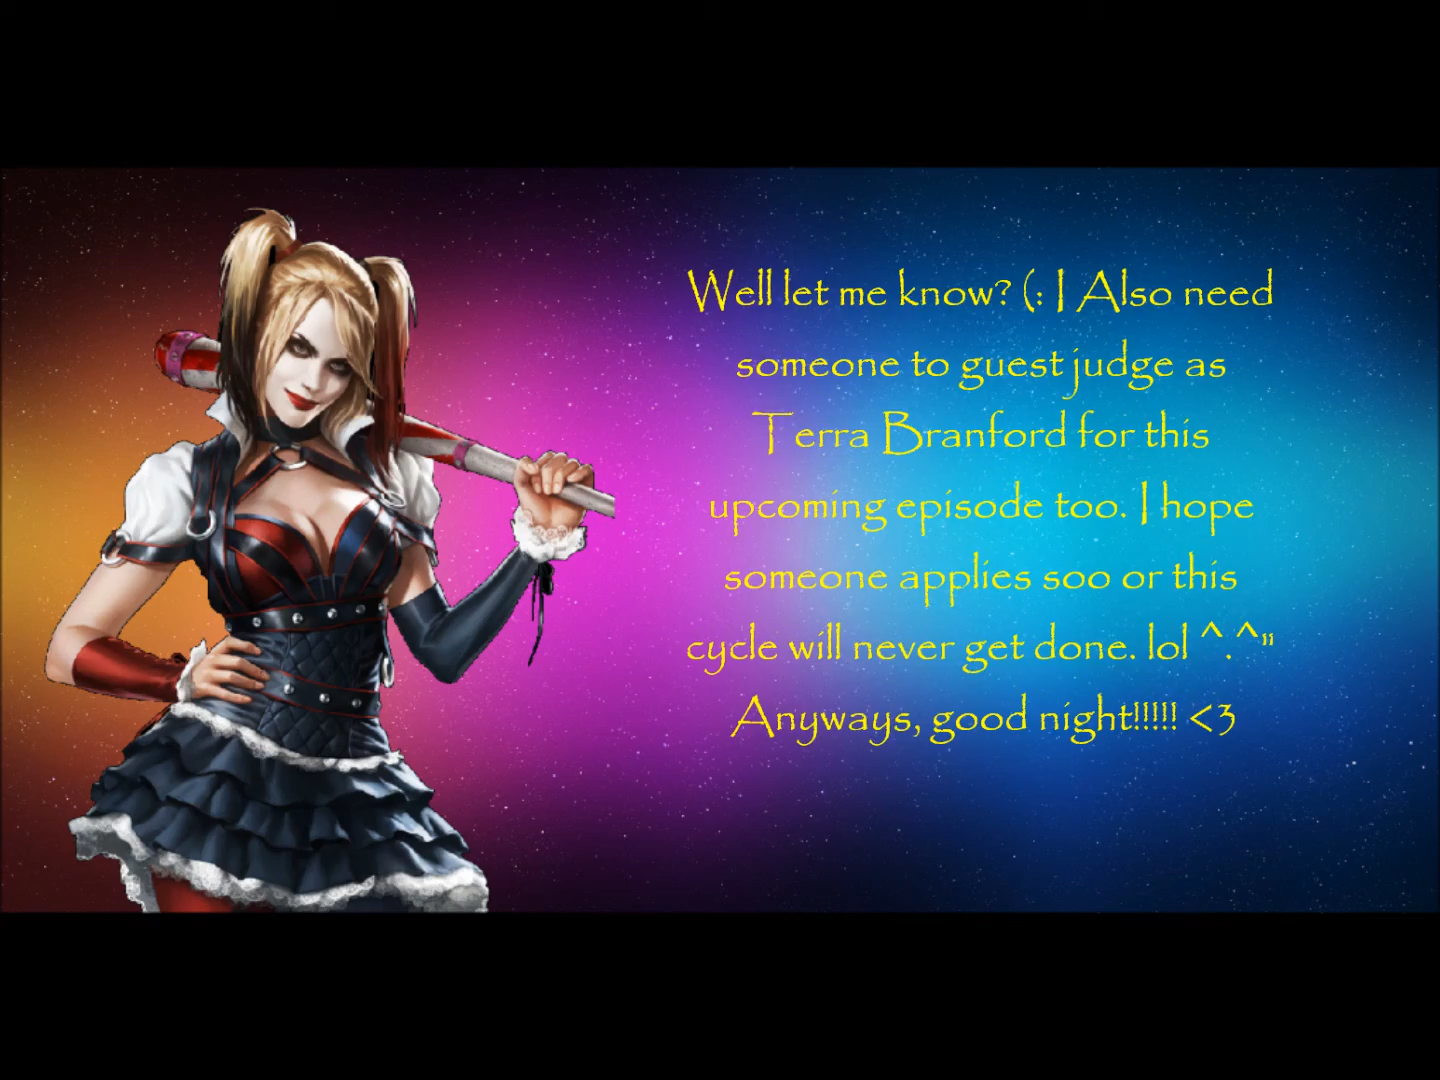 Well let me know? (: I Also need
someone to guest judge as
Terra Branford for this
upcoming episode too. I hope
someone applies soo or this
cycle will never get done. lol ^.^"
Anyways, good night!!!!! <3